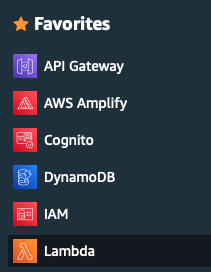 Favorites
API Gateway
AWS Amplify
Cognito
DynamoDB
IAM
Lambda